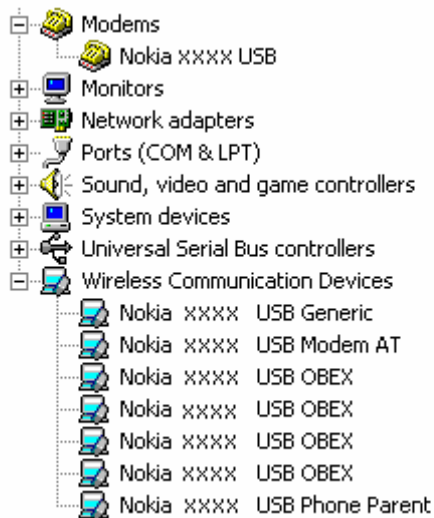 Modems
Nokia xxxx USB
Monitors
Network adapters
Ports (COM & LPT)
Sound, video and game controllers
System devices
Universal Serial Bus controllers
Wireless Communication Devices
Nokia xxxx USB Generic
Nokia xxxx USB Modem AT
Nokia xxxx USB OBEX
Nokia xxxx USB OBEX
Nokia xxxx USB OBEX
Nokia xxxx USB OBEX
Nokia xxxx USB Phone Parent